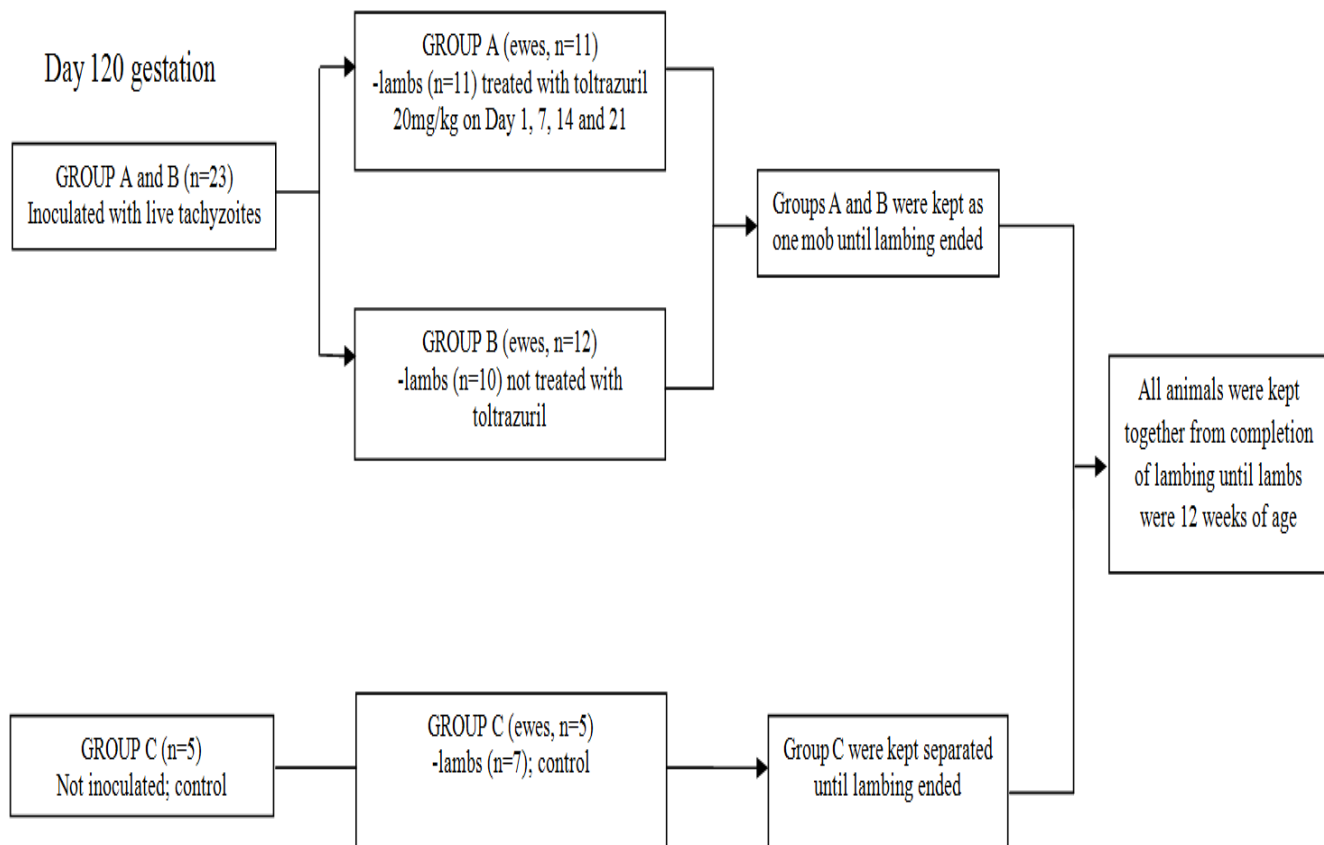 Day 120 gestation
GROUP A and B (n=23)
Inoculated with live tachyzoites
GROUP A (ewes, n=11)
-lambs (n=11) treated with toltrazuril
20mg/kg on Day 1, 7, 14 and 21
GROUP B (ewes, n=12)
-lambs (n=10) not treated with
toltrazuril
Groups A and B were kept as
one mob until lambing ended
All animals were kept
together from completion
of lambing until lambs
were 12 weeks of age
GROUP C (n=5)
Not inoculated; control
GROUP C (ewes, n=5)
-lambs (n=7); control
Group C were kept separated
until lambing ended